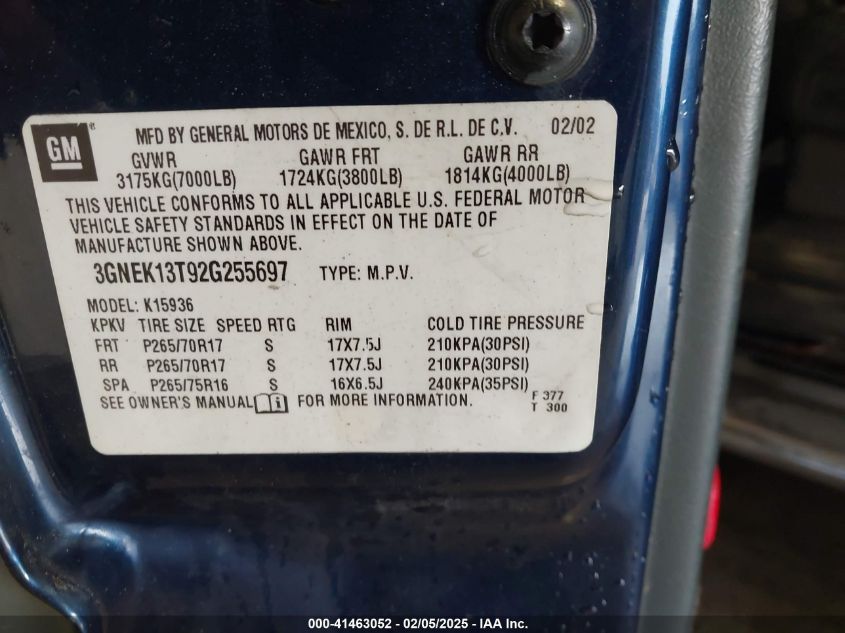 GM ® MFD BY GENERAL MOTORS DE MEXICO, S. DE R.L. DE C.V. 02/02
GVWR GAWR FRT GAWR RR
3175KG(7000LB) 1724KG(3800LB) 1814KG(4000LB)
THIS VEHICLE CONFORMS TO ALL APPLICABLE U.S. FEDERAL MOTOR
VEHICLE SAFETY STANDARDS IN EFFECT ON THE DATE OF
MANUFACTURE SHOWN ABOVE.
3GNEK13T92G255697 TYPE: M.P.V.
MODEL: K15936
KPKV TIRE SIZE SPEED RTG RIM COLD TIRE PRESSURE
FRT P265/70R17 S 17X7.5J 210KPA(30PSI)
RR P265/70R17 S 17X7.5J 210KPA(30PSI)
SPA P265/75R16 S 16X6.5J 240KPA(35PSI)
SEE OWNER'S MANUAL i FOR MORE INFORMATION. F 377
T 300
000-41463052 - 02/05/2025 - IAA Inc.